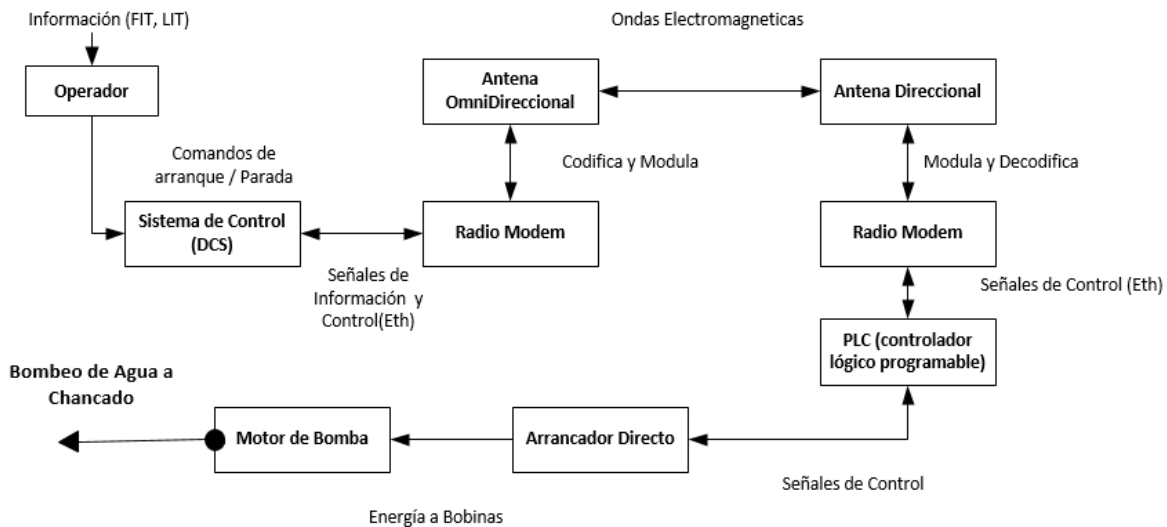 Información (FIT, LIT)
Ondas Electromagneticas
Operador
Antena
OmniDireccional
Antena Direccional
Comandos de
arranque / Parada
Codifica y Modula
Modula y Decodifica
Sistema de Control
(DCS)
Radio Modem
Radio Modem
Señales de
Información y
Control(Eth)
Señales de Control (Eth)
PLC (controlador
lógico programable)
Bombeo de Agua a
Chancado
Motor de Bomba
Arrancador Directo
Señales de Control
Energía a Bobinas